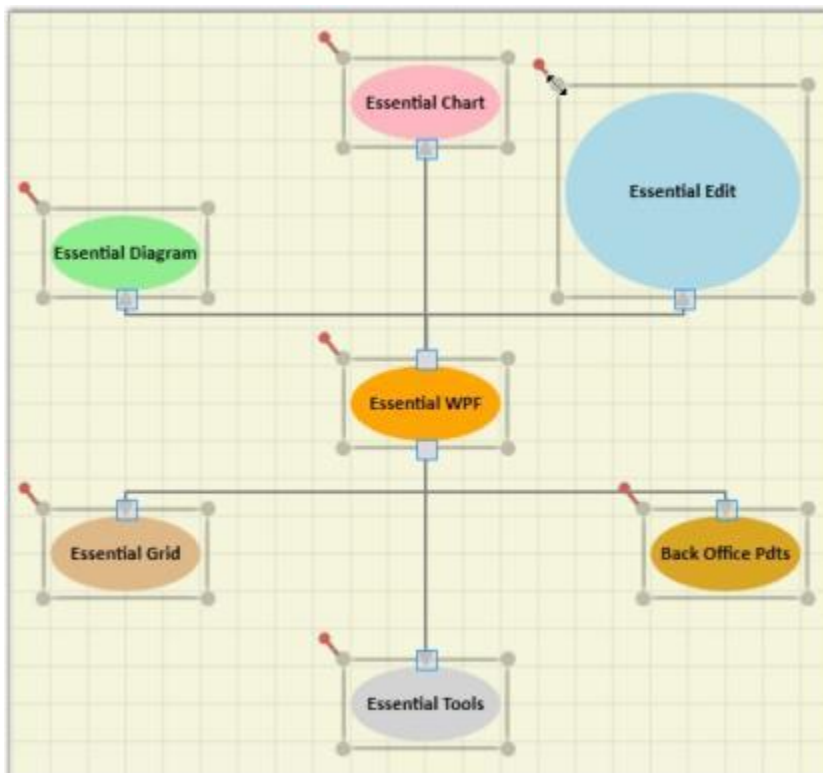 Essential Chart
Essential Edit
Essential Diagram
Essential WPF
Essential Grid
Back Office Pdts
Essential Tools